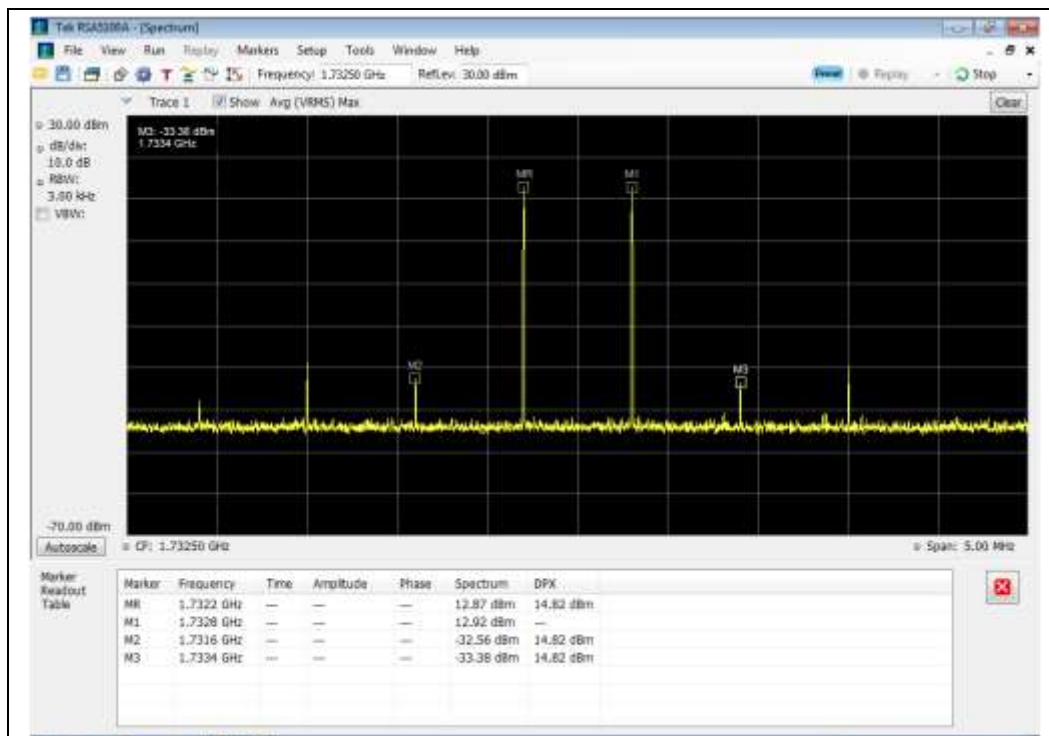 Tek RSA5100A - [Spectrum]
File View Run Replay Markers Setup Tools Window Help
Frequency: 1.73250 GHz RefLev: 30.00 dBm Preset Replay Stop
Trace 1 Show Avg (VRMS) Max Clear
30.00 dBm
dB/div:
10.0 dB
RBW:
3.00 kHz
VBW:
M3: -33.38 dBm
1.7334 GHz
MR M1
M2 M3
-70.00 dBm
Autoscale CF: 1.73250 GHz Span: 5.00 MHz
Marker
Readout
Table
Marker Frequency Time Amplitude Phase Spectrum DPX
MR 1.7322 GHz --- --- --- 12.87 dBm 14.82 dBm
M1 1.7328 GHz --- --- --- 12.92 dBm ---
M2 1.7316 GHz --- --- --- -32.56 dBm 14.82 dBm
M3 1.7334 GHz --- --- --- -33.38 dBm 14.82 dBm